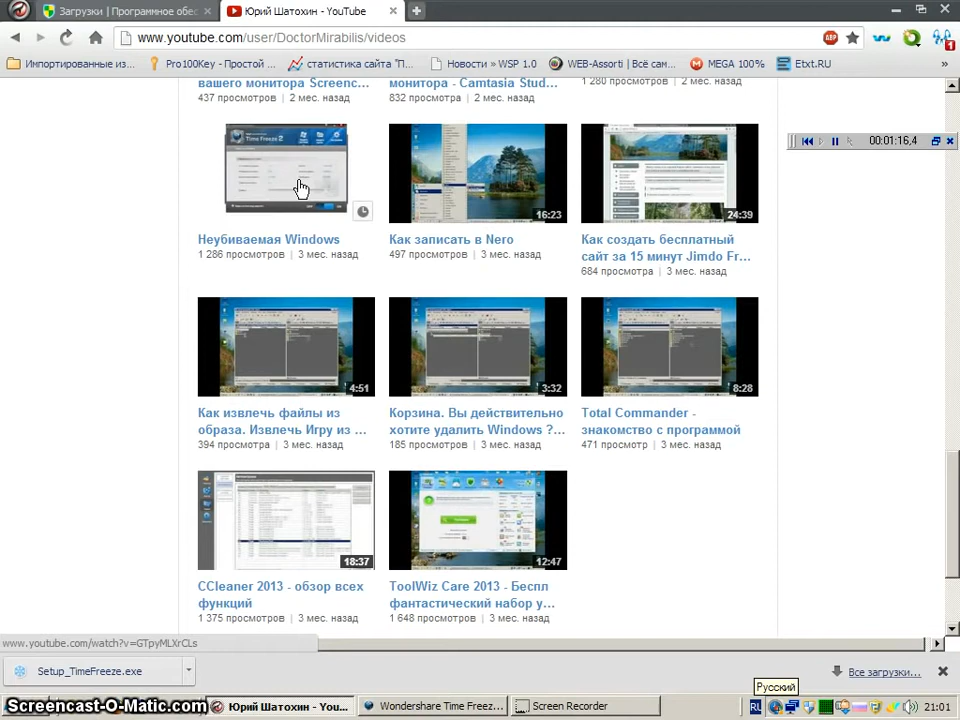 Загрузки | Программное обес
Юрий Шатохин - YouTube
www.youtube.com/user/DoctorMirabilis/videos
ABP
1
Импортированные из...
Pro100Key - Простой ...
статистика сайта "П...
Новости » WSP 1.0
WEB-Assorti | Всё сам...
MEGA 100%
Etxt.RU
»
вашего монитора Screenc...
437 просмотров | 2 мес. назад
монитора - Camtasia Stud...
832 просмотра | 2 мес. назад
1 280 просмотров | 2 мес. назад
00:01:16,4
Time Freeze 2
16:23
24:39
Неубиваемая Windows
1 286 просмотров | 3 мес. назад
Как записать в Nero
497 просмотров | 3 мес. назад
Как создать бесплатный
сайт за 15 минут Jimdo Fr...
684 просмотра | 3 мес. назад
4:51
3:32
8:28
Как извлечь файлы из
образа. Извлечь Игру из ...
394 просмотра | 3 мес. назад
Корзина. Вы действительно
хотите удалить Windows ?...
185 просмотров | 3 мес. назад
Total Commander -
знакомство с программой
471 просмотр | 3 мес. назад
18:37
12:47
CCleaner 2013 - обзор всех
функций
1 375 просмотров | 3 мес. назад
ToolWiz Care 2013 - Беспл
фантастический набор у...
1 648 просмотров | 3 мес. назад
www.youtube.com/watch?v=GTpyMLXrCLs
Setup_TimeFreeze.exe
Все загрузки...
Русский
Screencast-O-Matic.com
Юрий Шатохин - You...
Wondershare Time Freez...
Screen Recorder
RL
21:01